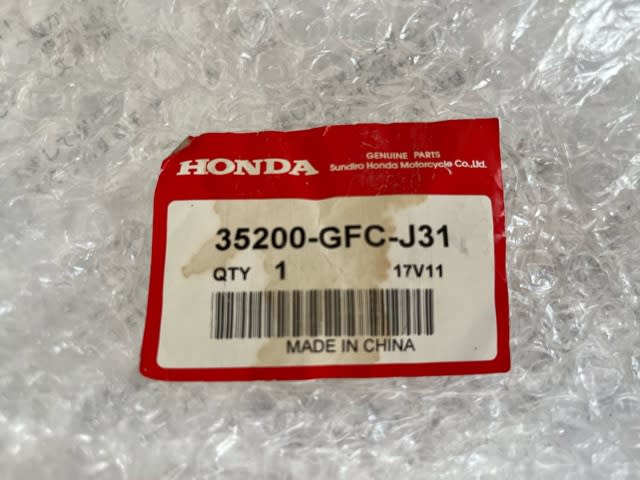 HONDA
GENUINE PARTS
Sundiro Honda Motorcycle Co.,Ltd.
35200-GFC-J31
QTY 1 17V11
MADE IN CHINA